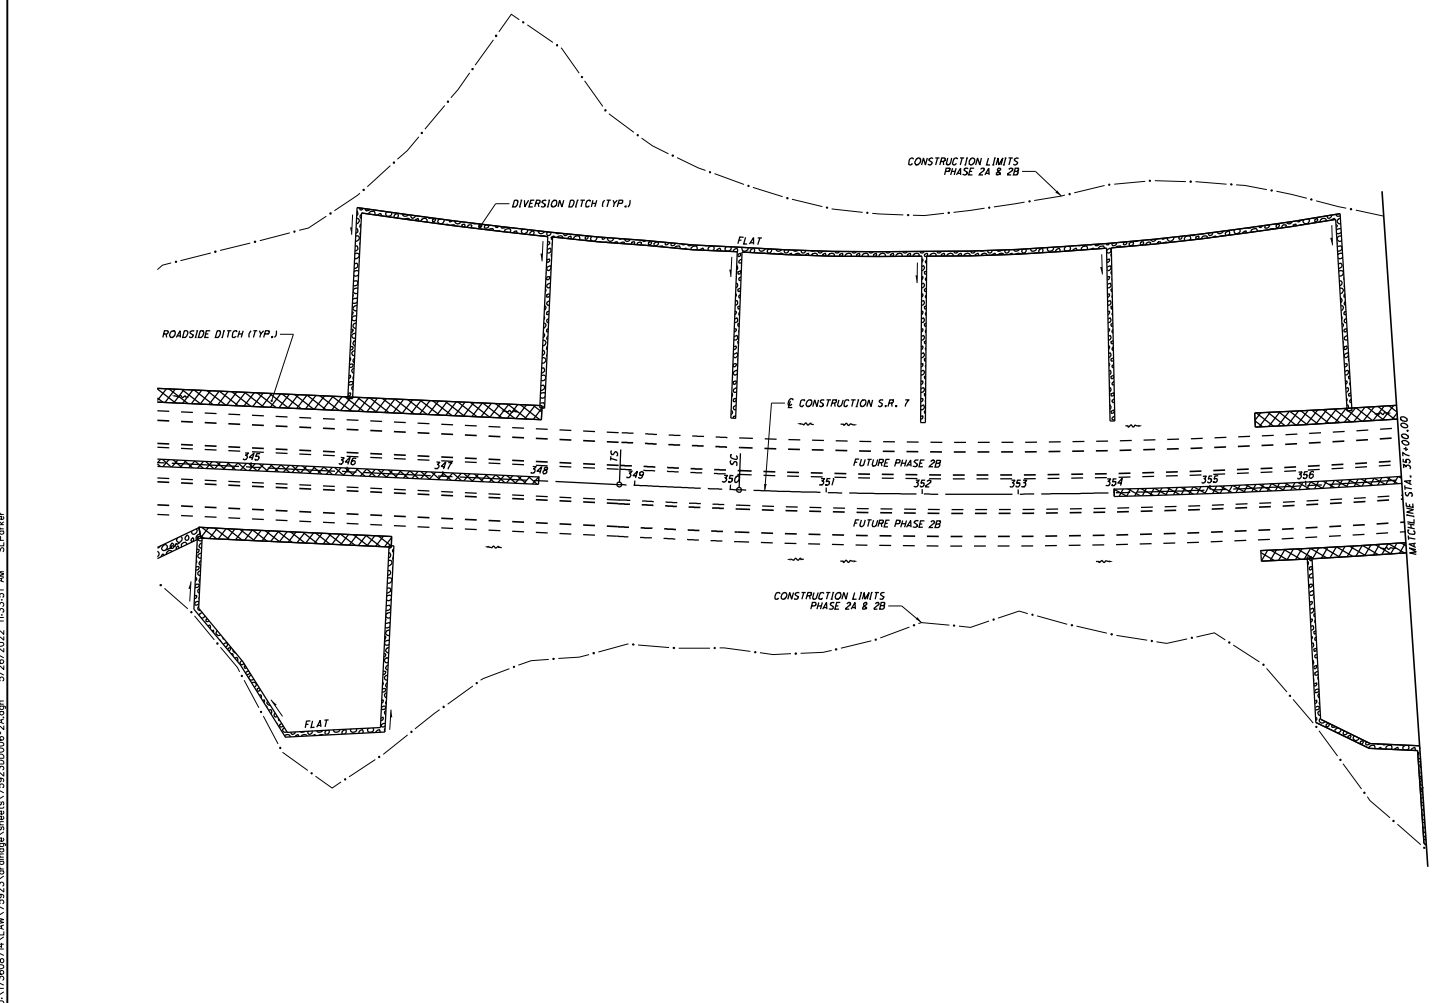 CONSTRUCTION LIMITS
PHASE 2A & 2B
DIVERSION DITCH (TYP.)
FLAT
ROADSIDE DITCH (TYP.)
℄ CONSTRUCTION S.R. 7
TS
SC
FUTURE PHASE 2B
345
346
347
348
349
350
351
352
353
354
355
356
FUTURE PHASE 2B
MATCHLINE STA. 357+00.00
CONSTRUCTION LIMITS
PHASE 2A & 2B
FLAT